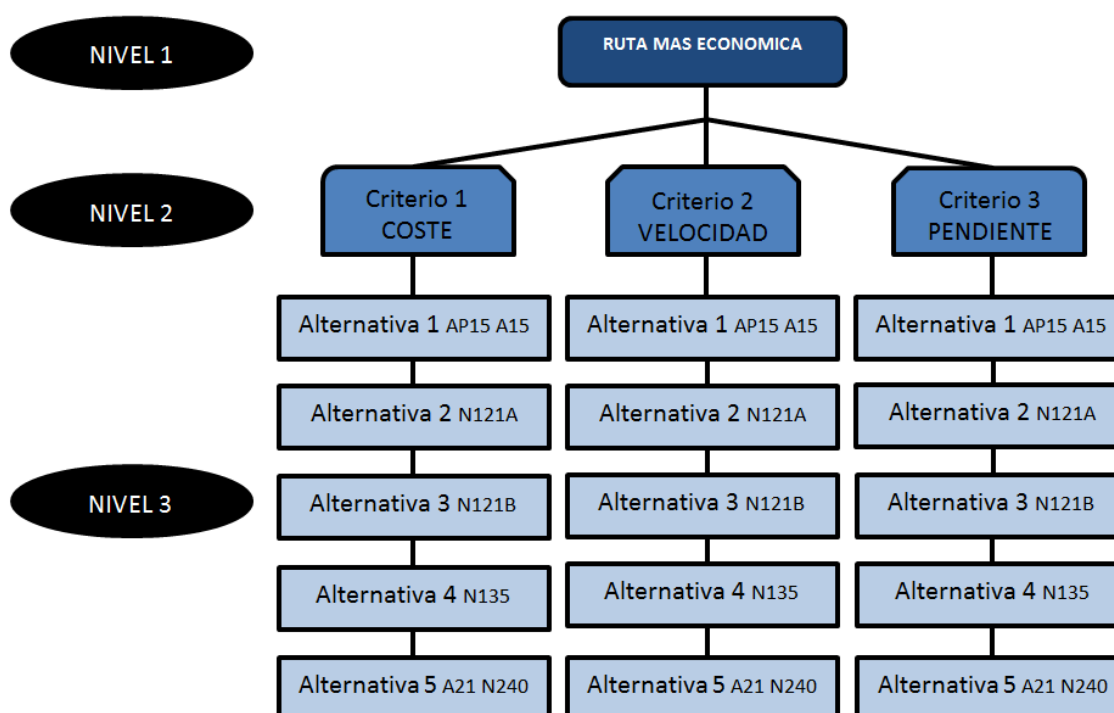 NIVEL 1
RUTA MAS ECONOMICA
NIVEL 2
Criterio 1
COSTE
Criterio 2
VELOCIDAD
Criterio 3
PENDIENTE
Alternativa 1 AP15 A15
Alternativa 1 AP15 A15
Alternativa 1 AP15 A15
Alternativa 2 N121A
Alternativa 2 N121A
Alternativa 2 N121A
NIVEL 3
Alternativa 3 N121B
Alternativa 3 N121B
Alternativa 3 N121B
Alternativa 4 N135
Alternativa 4 N135
Alternativa 4 N135
Alternativa 5 A21 N240
Alternativa 5 A21 N240
Alternativa 5 A21 N240